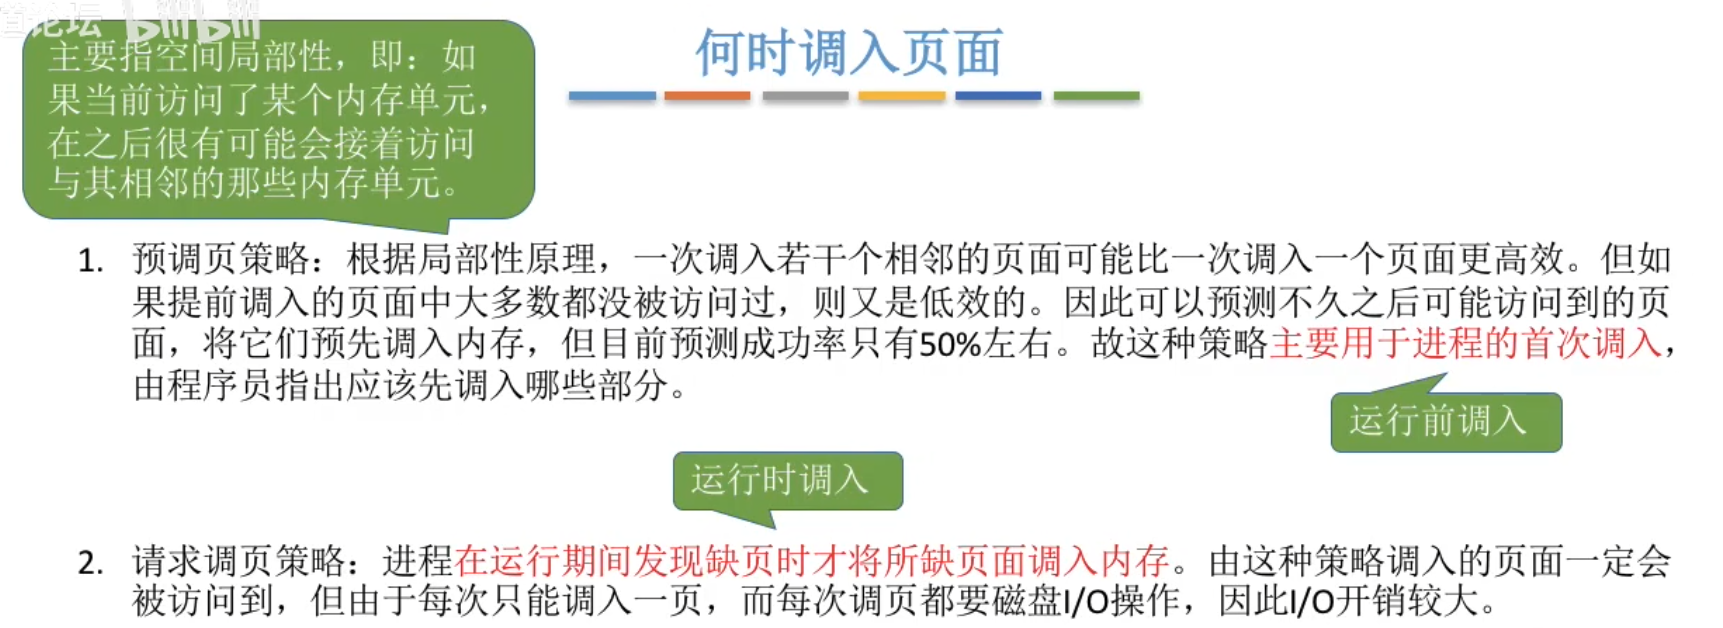 论坛 bilibili
主要指空间局部性，即：如
果当前访问了某个内存单元，
在之后很有可能会接着访问
与其相邻的那些内存单元。
何时调入页面
1. 预调页策略：根据局部性原理，一次调入若干个相邻的页面可能比一次调入一个页面更高效。但如
果提前调入的页面中大多数都没被访问过，则又是低效的。因此可以预测不久之后可能访问到的页
面，将它们预先调入内存，但目前预测成功率只有50%左右。故这种策略主要用于进程的首次调入，
由程序员指出应该先调入哪些部分。
运行前调入
运行时调入
2. 请求调页策略：进程在运行期间发现缺页时才将所缺页面调入内存。由这种策略调入的页面一定会
被访问到，但由于每次只能调入一页，而每次调页都要磁盘I/O操作，因此I/O开销较大。